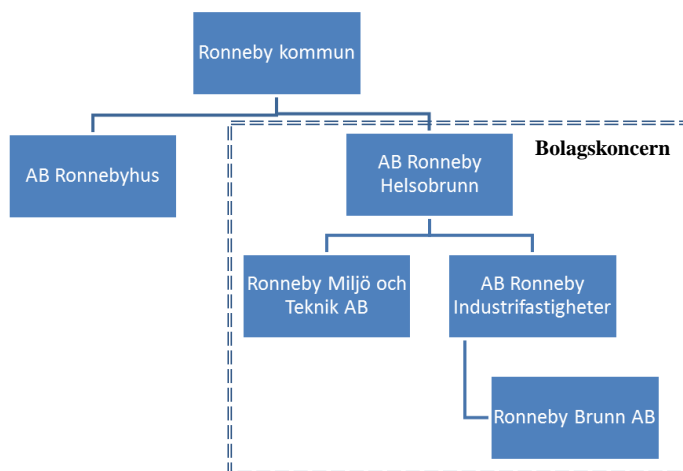 Ronneby kommun
Bolagskoncern
AB Ronnebyhus
AB Ronneby
Helsobrunn
Ronneby Miljö och
Teknik AB
AB Ronneby
Industrifastigheter
Ronneby Brunn AB